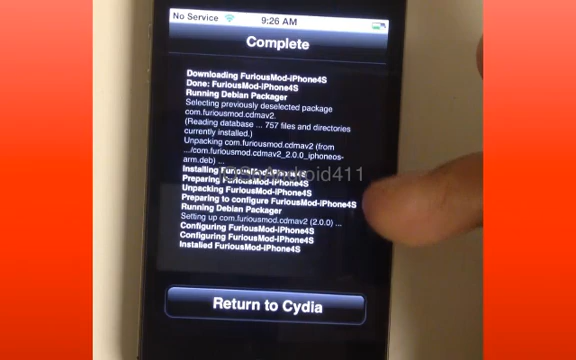 No Service 9:26 AM
Complete
Downloading FuriousMod-iPhone4S
Done: FuriousMod-iPhone4S
Running Debian Packager
Selecting previously deselected package
com.furiousmod.cdmav2.
(Reading database ... 757 files and directories
currently installed.)
Unpacking com.furiousmod.cdmav2 (from
.../com.furiousmod.cdmav2_2.0.0_iphoneos-
arm.deb) ...
Installing
Preparing FuriousMod-iPhone4S
Unpacking FuriousMod-iPhone4S
Preparing to configure FuriousMod-iPhone4S
Running Debian Packager
Setting up com.furiousmod.cdmav2 (2.0.0) ...
Configuring FuriousMod-iPhone4S
Configuring FuriousMod-iPhone4S
Installed FuriousMod-iPhone4S
Return to Cydia